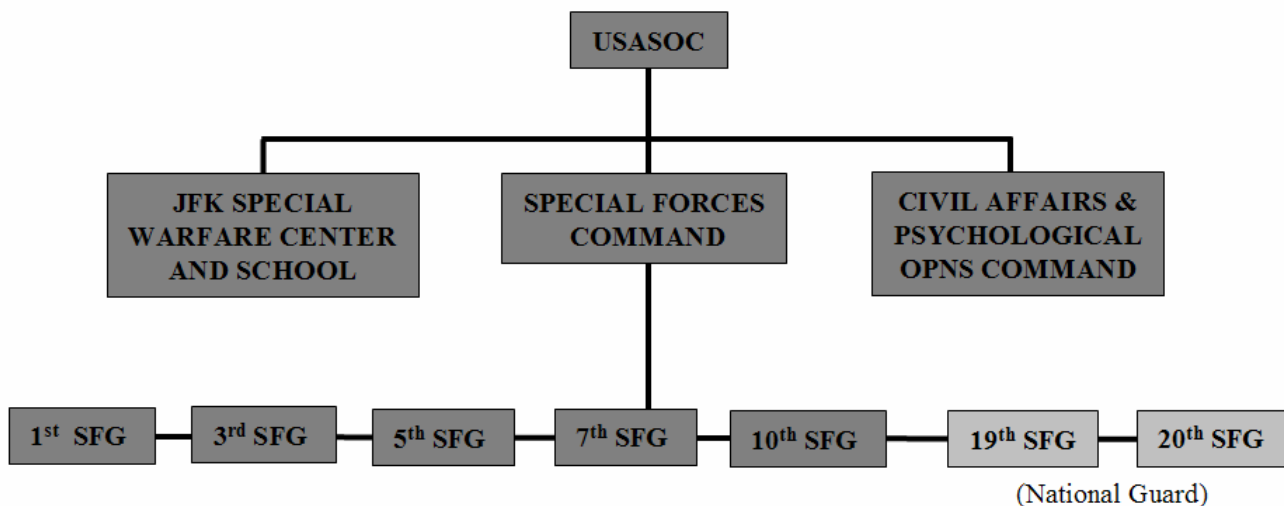 USASOC
JFK SPECIAL
WARFARE CENTER
AND SCHOOL
SPECIAL FORCES
COMMAND
CIVIL AFFAIRS &
PSYCHOLOGICAL
OPNS COMMAND
1st SFG
3rd SFG
5th SFG
7th SFG
10th SFG
19th SFG
20th SFG
(National Guard)